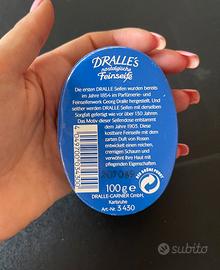 DRALLE's
nostalgische
Feinseife
Die ersten DRALLE Seifen wurden bereits
im Jahre 1854 im Parfümerie- und
Feinseifenwerk Georg Dralle hergestellt. Und
seither werden DRALLE Seifen mit derselben
Sorgfalt gefertigt wie vor über 130 Jahren.
Das Motiv dieser Seifendose entstammt
dem Jahre 1903. Diese
kostbare Feinseife mit dem
zarten Duft von Rosen
entwickelt einen reichen,
cremigen Schaum und
verwöhnt Ihre Haut mit
pflegenden Eigenschaften.
100 g e
DRALLE-GARNIER GmbH,
Karlsruhe
Art.-Nr. 3 430
subito